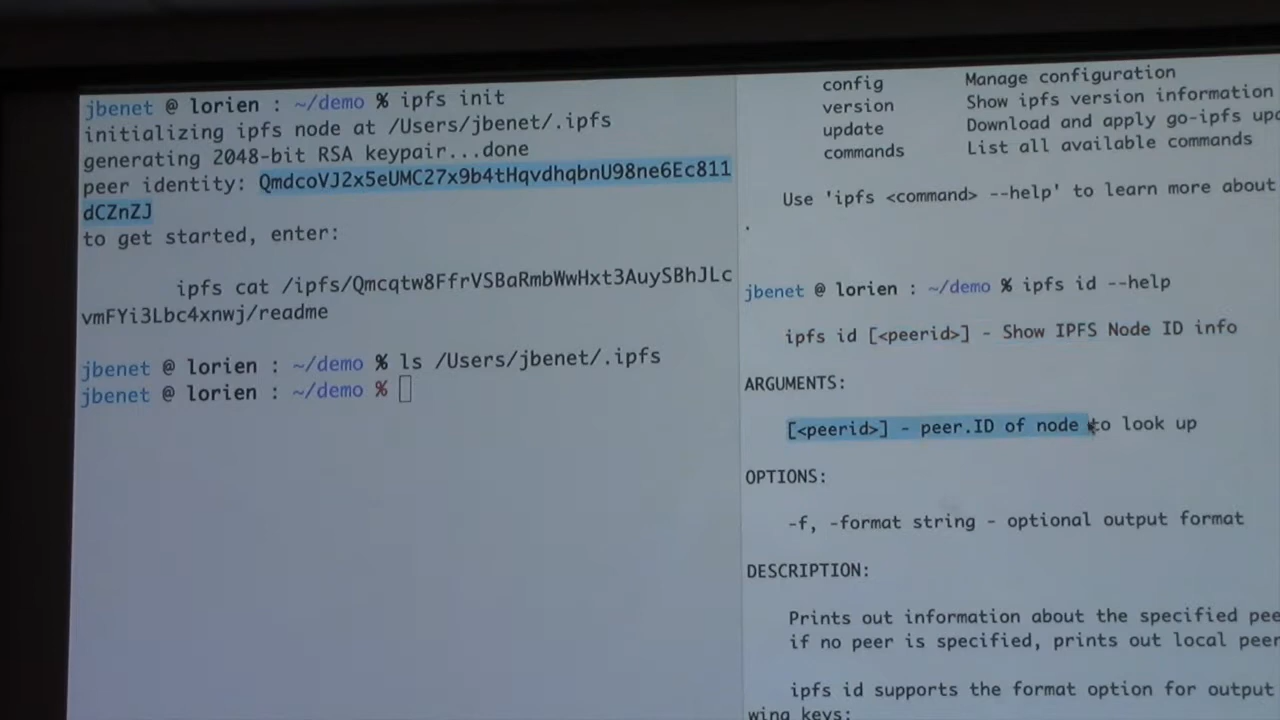 jbenet @ lorien : ~/demo % ipfs init
initializing ipfs node at /Users/jbenet/.ipfs
generating 2048-bit RSA keypair...done
peer identity: QmdcoVJ2x5eUMC27x9b4tHqvdhqbnU98ne6Ec811
dCZnZJ
to get started, enter:
ipfs cat /ipfs/Qmcqtw8FfrVSBaRmbWwHxt3AuySBhJLc
vmFYi3Lbc4xnwj/readme
jbenet @ lorien : ~/demo % ls /Users/jbenet/.ipfs
jbenet @ lorien : ~/demo %
config Manage configuration
version Show ipfs version information
update Download and apply go-ipfs upd
commands List all available commands
Use 'ipfs <command> --help' to learn more about
.
jbenet @ lorien : ~/demo % ipfs id --help
ipfs id [<peerid>] - Show IPFS Node ID info
ARGUMENTS:
[<peerid>] - peer.ID of node to look up
OPTIONS:
-f, -format string - optional output format
DESCRIPTION:
Prints out information about the specified pee
if no peer is specified, prints out local peer
ipfs id supports the format option for output
wing keys: